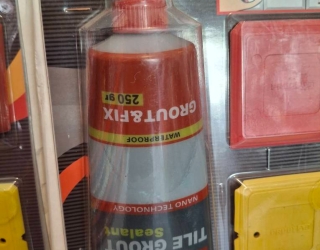 TILE GROUT
Sealant
NANO TECHNOLOGY
WATERPROOF
GROUT&FIX
250 gr